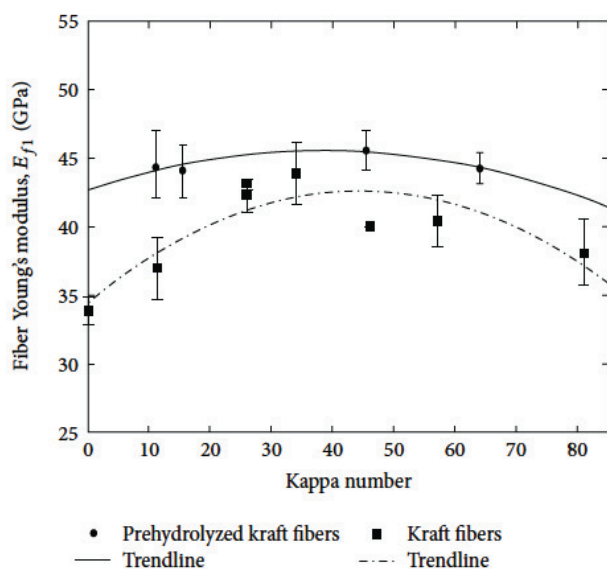 55
50
45
40
35
30
25
Fiber Young's modulus, E_f1 (GPa)
0 10 20 30 40 50 60 70 80
Kappa number
Prehydrolyzed kraft fibers Kraft fibers
Trendline Trendline